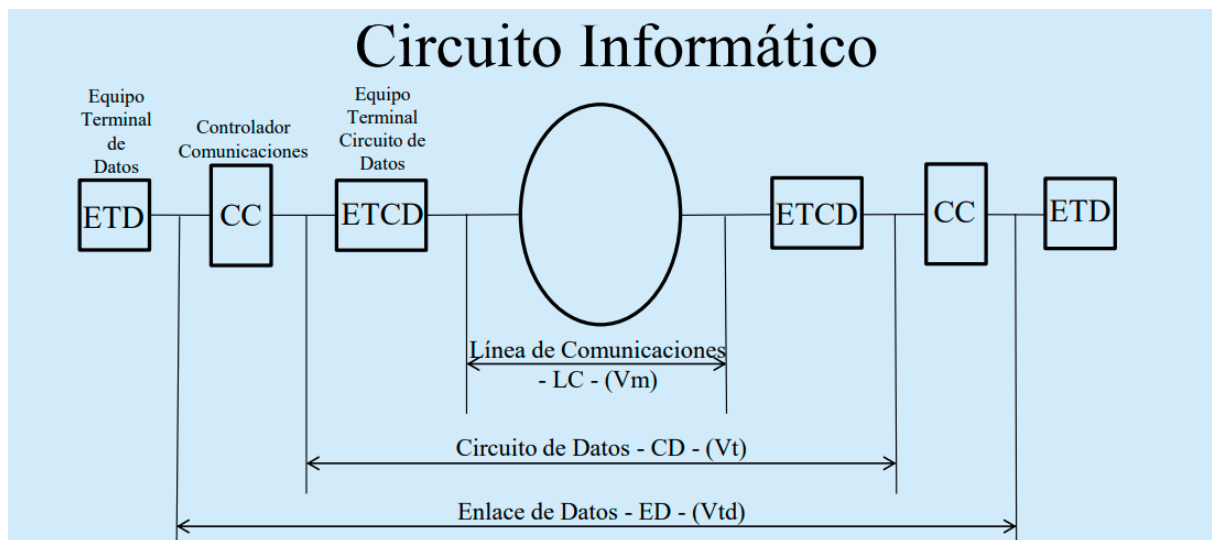 Circuito Informático
Equipo
Terminal
de
Datos
Controlador
Comunicaciones
Equipo
Terminal
Circuito de
Datos
ETD
CC
ETCD
ETCD
CC
ETD
Línea de Comunicaciones
- LC - (Vm)
Circuito de Datos - CD - (Vt)
Enlace de Datos - ED - (Vtd)